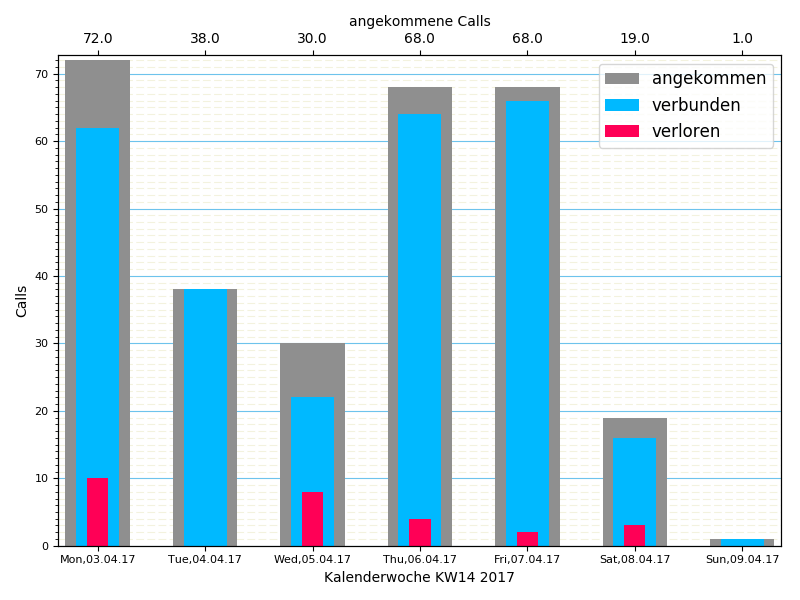 angekommene Calls
72.0 38.0 30.0 68.0 68.0 19.0 1.0
angekommen
verbunden
verloren
70
60
50
40
30
20
10
0
Calls
Mon,03.04.17 Tue,04.04.17 Wed,05.04.17 Thu,06.04.17 Fri,07.04.17 Sat,08.04.17 Sun,09.04.17
Kalenderwoche KW14 2017